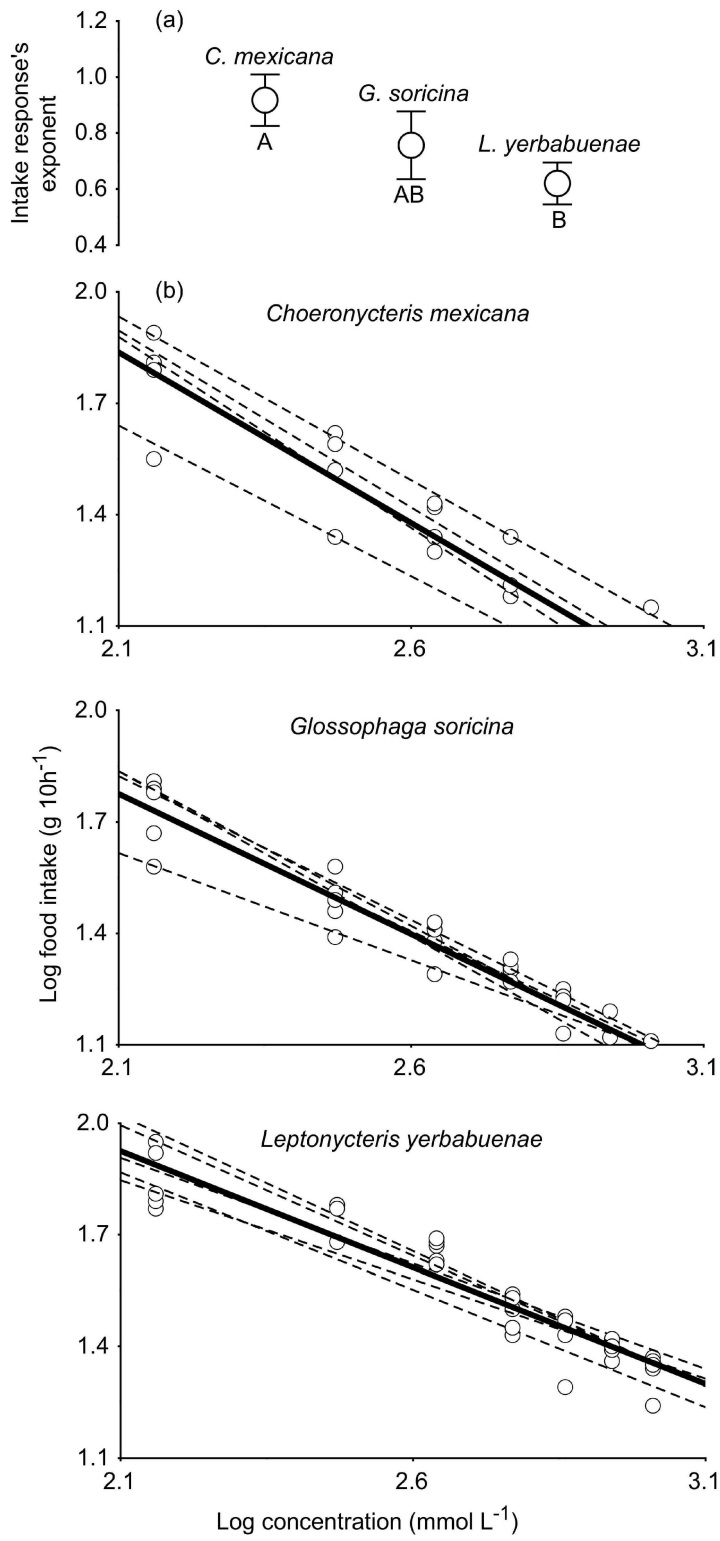 (a)
1.2
1.0
0.8
0.6
0.4
Intake response's
exponent
C. mexicana
G. soricina
L. yerbabuenae
A
AB
B
(b)
Choeronycteris mexicana
2.0
1.7
1.4
1.1
2.1 2.6 3.1
Glossophaga soricina
2.0
1.7
1.4
1.1
Log food intake (g 10h⁻¹)
2.1 2.6 3.1
Leptonycteris yerbabuenae
2.0
1.7
1.4
1.1
2.1 2.6 3.1
Log concentration (mmol L⁻¹)